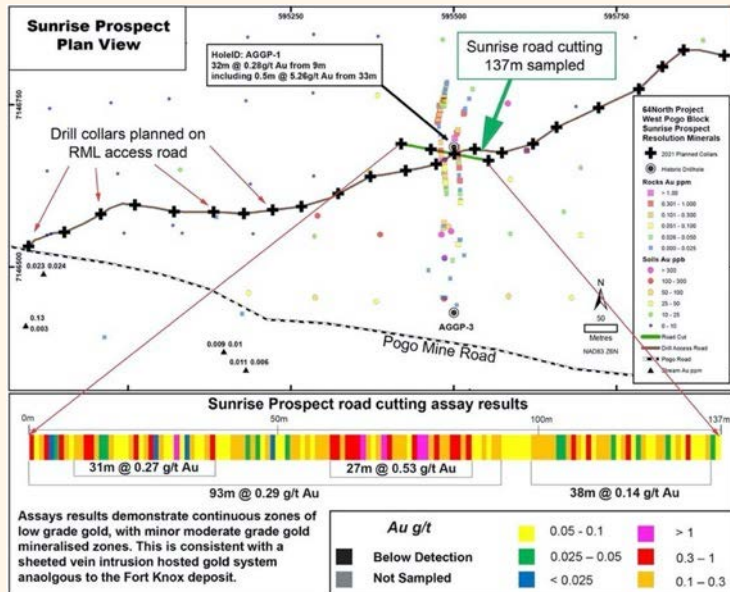 Sunrise Prospect
Plan View
595250
595500
595750
HoleID: AGGP-1
32m @ 0.28g/t Au from 9m
including 0.5m @ 5.26g/t Au from 33m
Sunrise road cutting
137m sampled
7146750
7146500
Drill collars planned on
RML access road
0.023 0.024
0.13
0.003
0.009 0.01
0.011 0.006
AGGP-3
Pogo Mine Road
N
50
Metres
NAD83 Z6N
64North Project
West Pogo Block
Sunrise Prospect
Resolution Minerals
2021 Planned Collars
Historic Drillhole
Rocks Au ppm
> 1.00
0.301 - 1.000
0.101 - 0.300
0.051 - 0.100
0.026 - 0.050
0.000 - 0.025
Soils Au ppb
> 300
100 - 300
50 - 100
25 - 50
10 - 25
0 - 10
Road Cut
Drill Access Road
Pogo Road
Stream Au ppm
Sunrise Prospect road cutting assay results
0m
50m
100m
137m
31m @ 0.27 g/t Au
27m @ 0.53 g/t Au
93m @ 0.29 g/t Au
38m @ 0.14 g/t Au
Assays results demonstrate continuous zones of
low grade gold, with minor moderate grade gold
mineralised zones. This is consistent with a
sheeted vein intrusion hosted gold system
anaolgous to the Fort Knox deposit.
Au g/t
Below Detection
Not Sampled
0.05 - 0.1
0.025 – 0.05
< 0.025
> 1
0.3 – 1
0.1 – 0.3